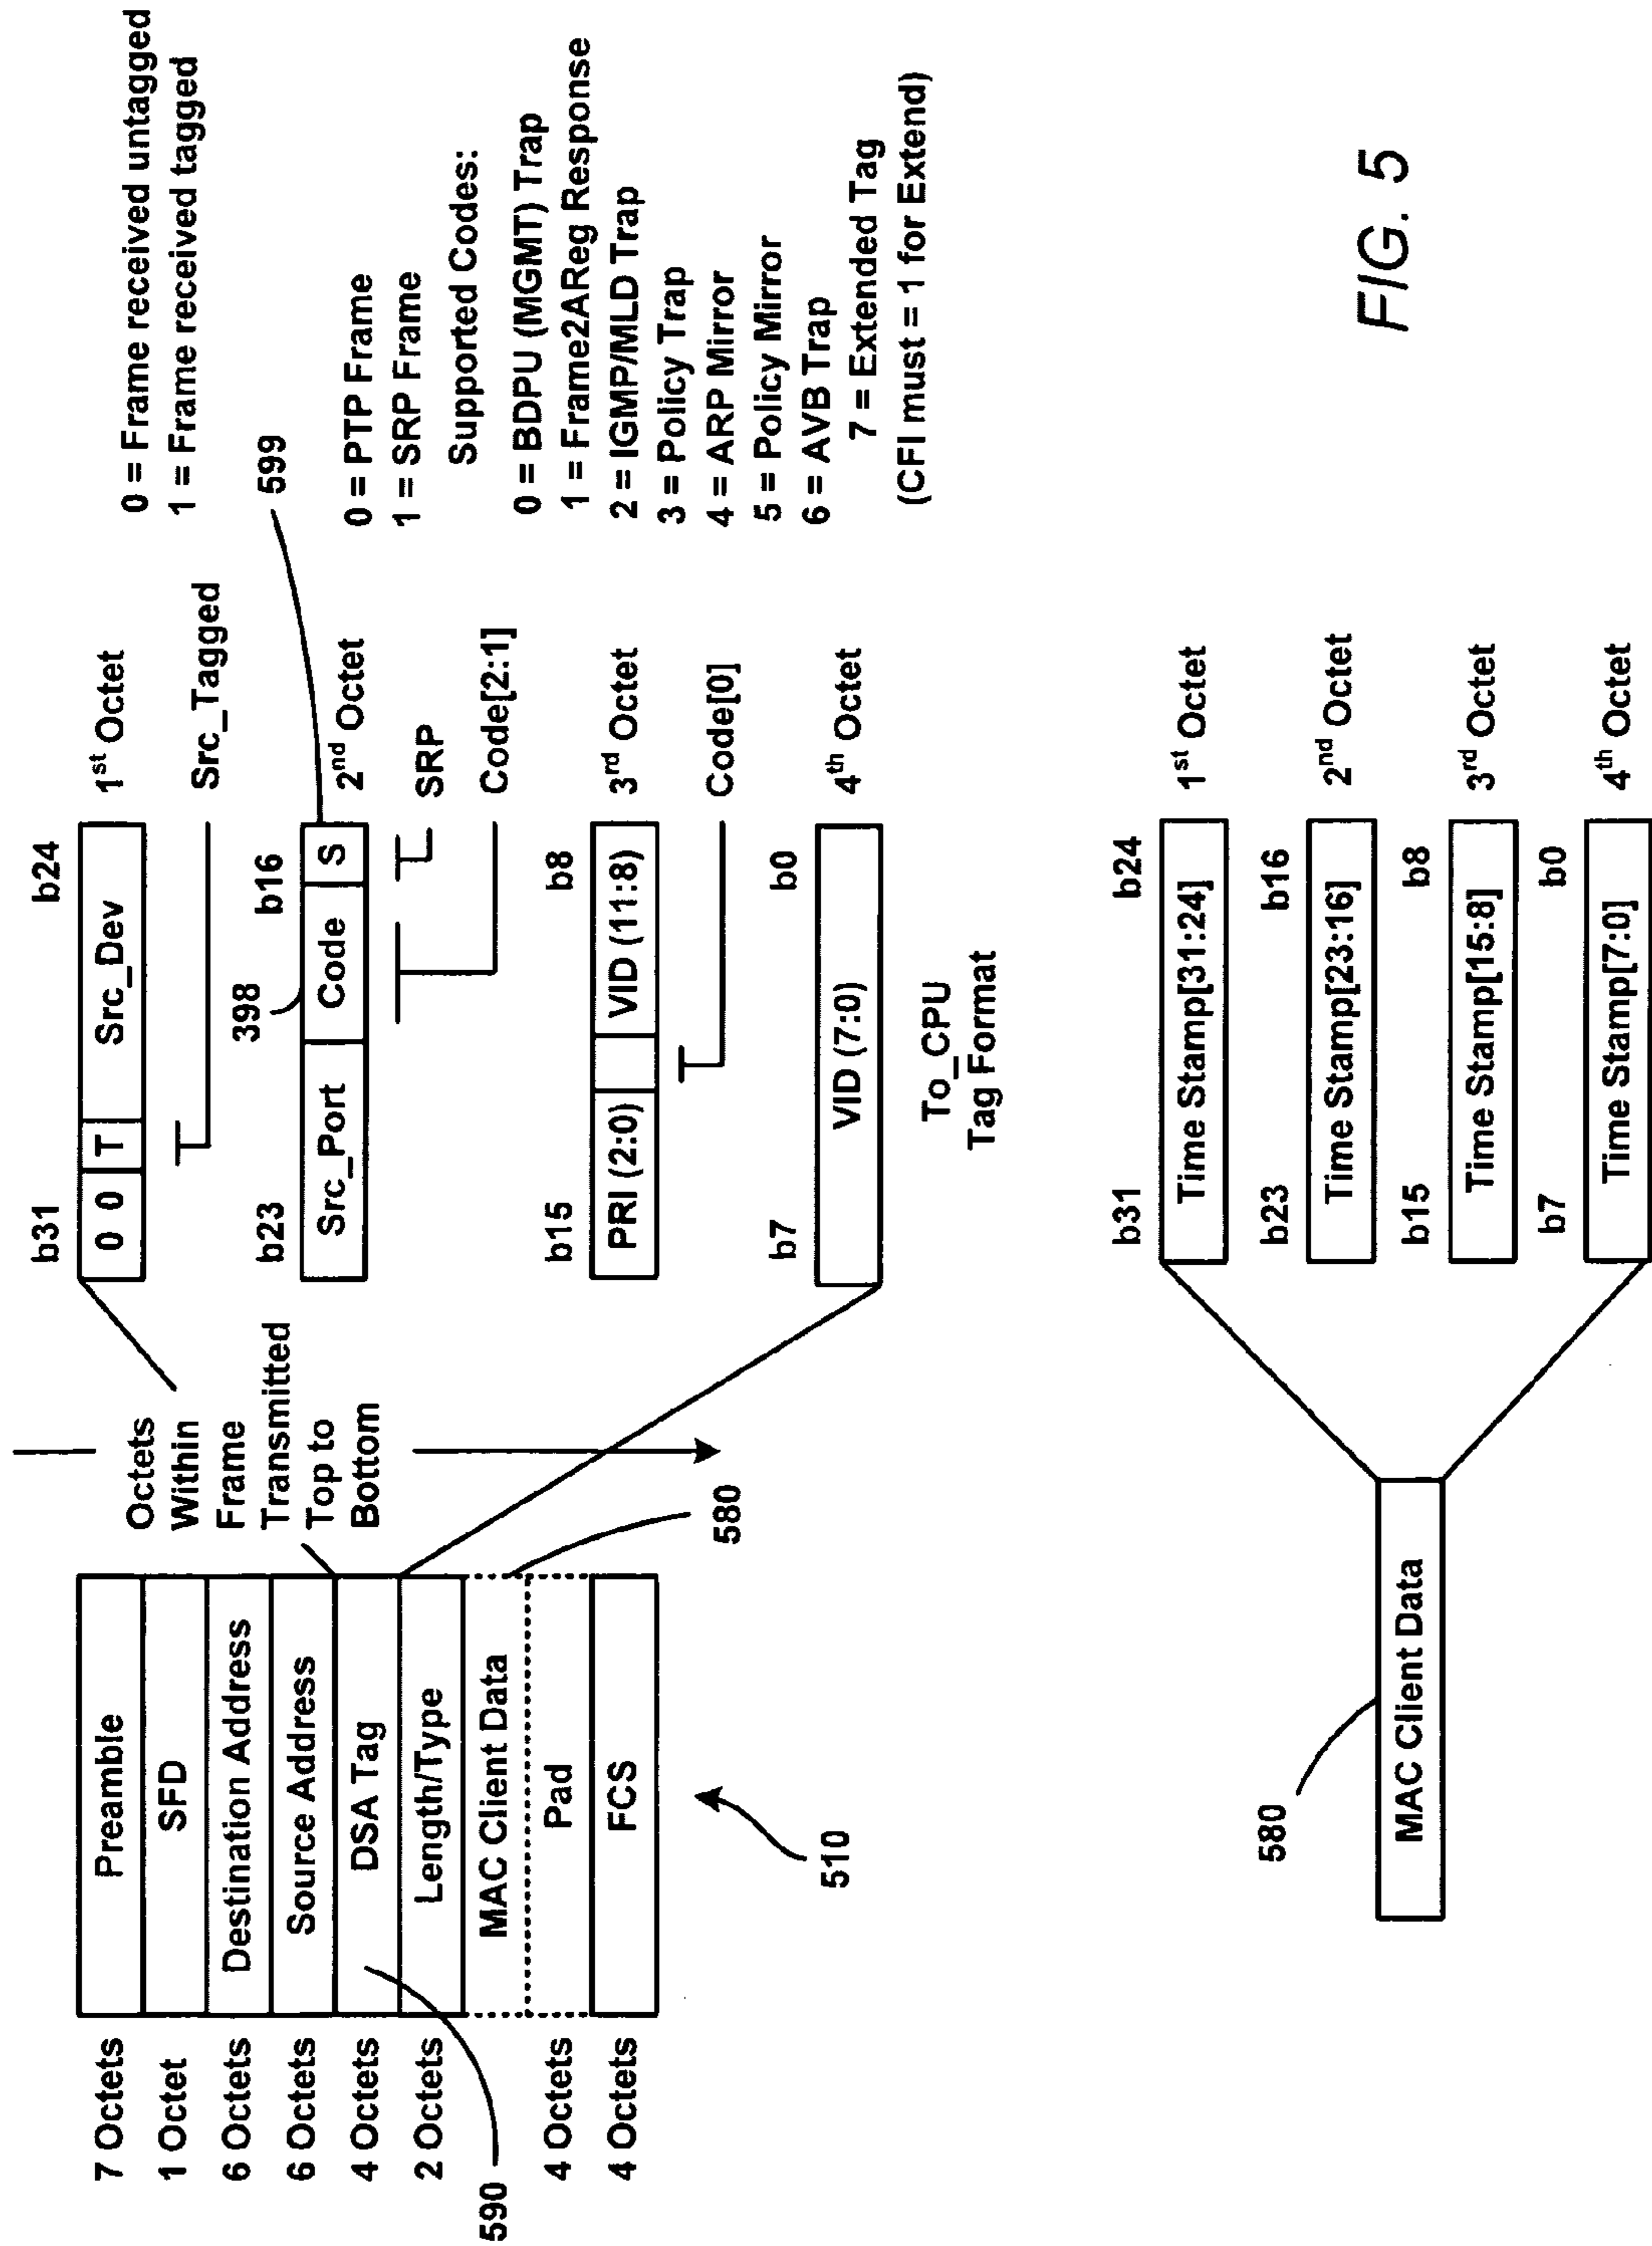 7 Octets
1 Octet
6 Octets
6 Octets
4 Octets
2 Octets
4 Octets
4 Octets
590
Preamble
SFD
Destination Address
Source Address
DSA Tag
Length/Type
MAC Client Data
Pad
FCS
510
580
Octets
Within
Frame
Transmitted
Top to
Bottom
b31
b24
0 0
T
Src_Dev
1st Octet
Src_Tagged
0 = Frame received untagged
1 = Frame received tagged
b23
398
b16
599
Src_Port
Code
S
2nd Octet
SRP
Code[2:1]
0 = PTP Frame
1 = SRP Frame
Supported Codes:
0 = BDPU (MGMT) Trap
1 = Frame2AReg Response
2 = IGMP/MLD Trap
3 = Policy Trap
4 = ARP Mirror
5 = Policy Mirror
6 = AVB Trap
7 = Extended Tag
(CFI must = 1 for Extend)
b15
b8
PRI (2:0)
VID (11:8)
3rd Octet
Code[0]
b7
b0
VID (7:0)
4th Octet
To_CPU
Tag Format
580
MAC Client Data
b31
b24
Time Stamp[31:24]
1st Octet
b23
b16
Time Stamp[23:16]
2nd Octet
b15
b8
Time Stamp[15:8]
3rd Octet
b7
b0
Time Stamp[7:0]
4th Octet
FIG. 5